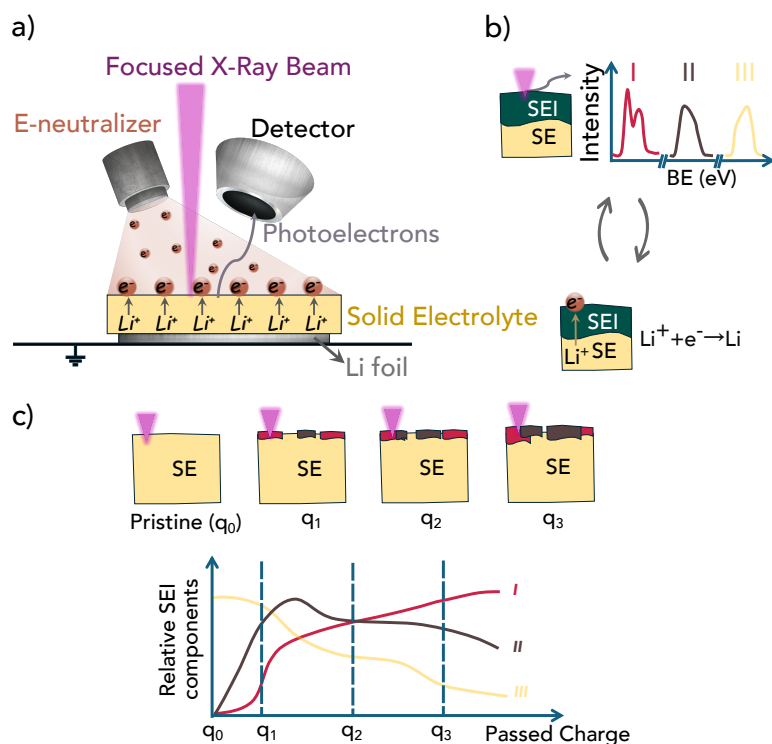 a)
Focused X-Ray Beam
E-neutralizer
Detector
e-
e-
e-
e-
e-
e-
Photoelectrons
e- e- e- e- e- e-
Li+ Li+ Li+ Li+ Li+ Li+
Solid Electrolyte
Li foil
b)
SEI
SE
Intensity
I II III
BE (eV)
e-
SEI
Li+ SE
Li+ +e-→Li
c)
SE
SE
SE
SE
Pristine (q0)
q1
q2
q3
Relative SEI
components
I
II
III
q0 q1 q2 q3 Passed Charge